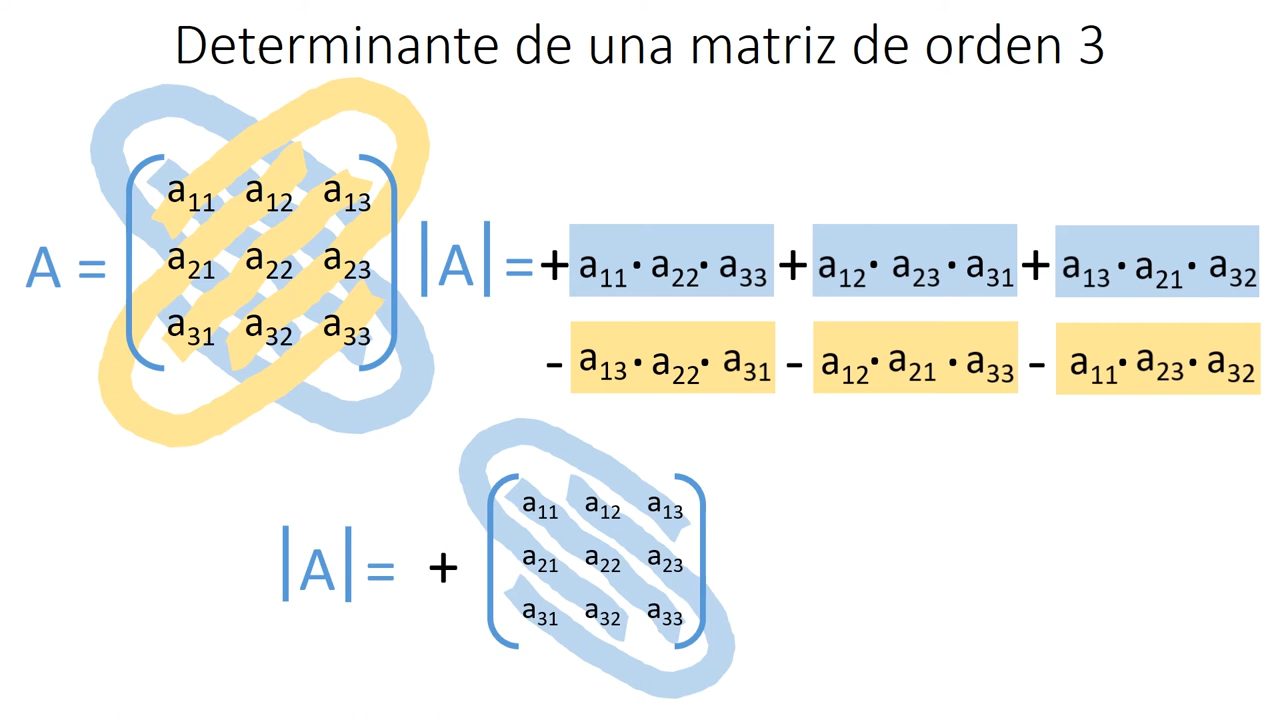 Determinante de una matriz de orden 3
a₁₁ a₁₂ a₁₃
A = a₂₁ a₂₂ a₂₃ |A| = + a₁₁ · a₂₂ · a₃₃ + a₁₂ · a₂₃ · a₃₁ + a₁₃ · a₂₁ · a₃₂
a₃₁ a₃₂ a₃₃
- a₁₃ · a₂₂ · a₃₁ - a₁₂ · a₂₁ · a₃₃ - a₁₁ · a₂₃ · a₃₂
a₁₁ a₁₂ a₁₃
|A| = + a₂₁ a₂₂ a₂₃
a₃₁ a₃₂ a₃₃